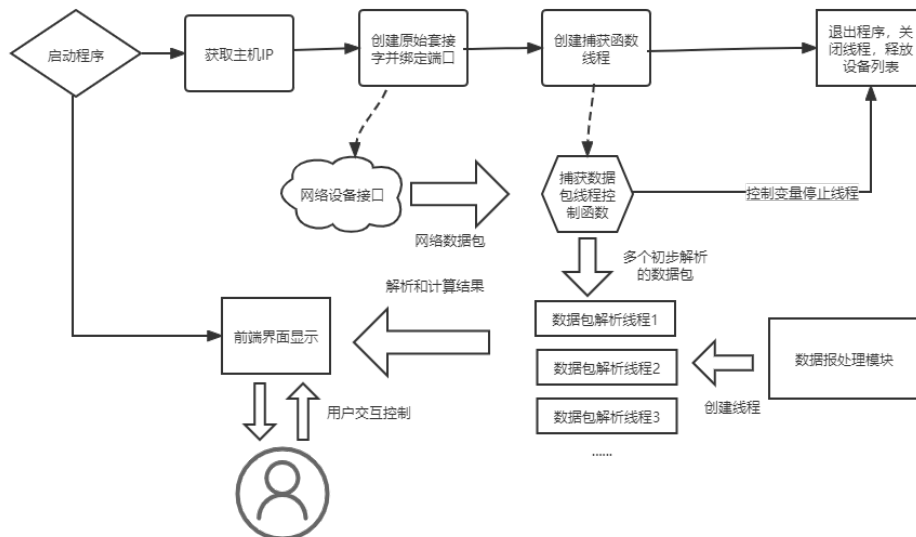 启动程序
获取主机IP
创建原始套接
字并绑定端口
创建捕获函数
线程
退出程序，关
闭线程，释放
设备列表
网络设备接口
网络数据包
捕获数据
包线程控
制函数
控制变量停止线程
多个初步解析
的数据包
解析和计算结果
前端界面显示
数据包解析线程1
数据包解析线程2
数据包解析线程3
......
创建线程
数据报处理模块
用户交互控制